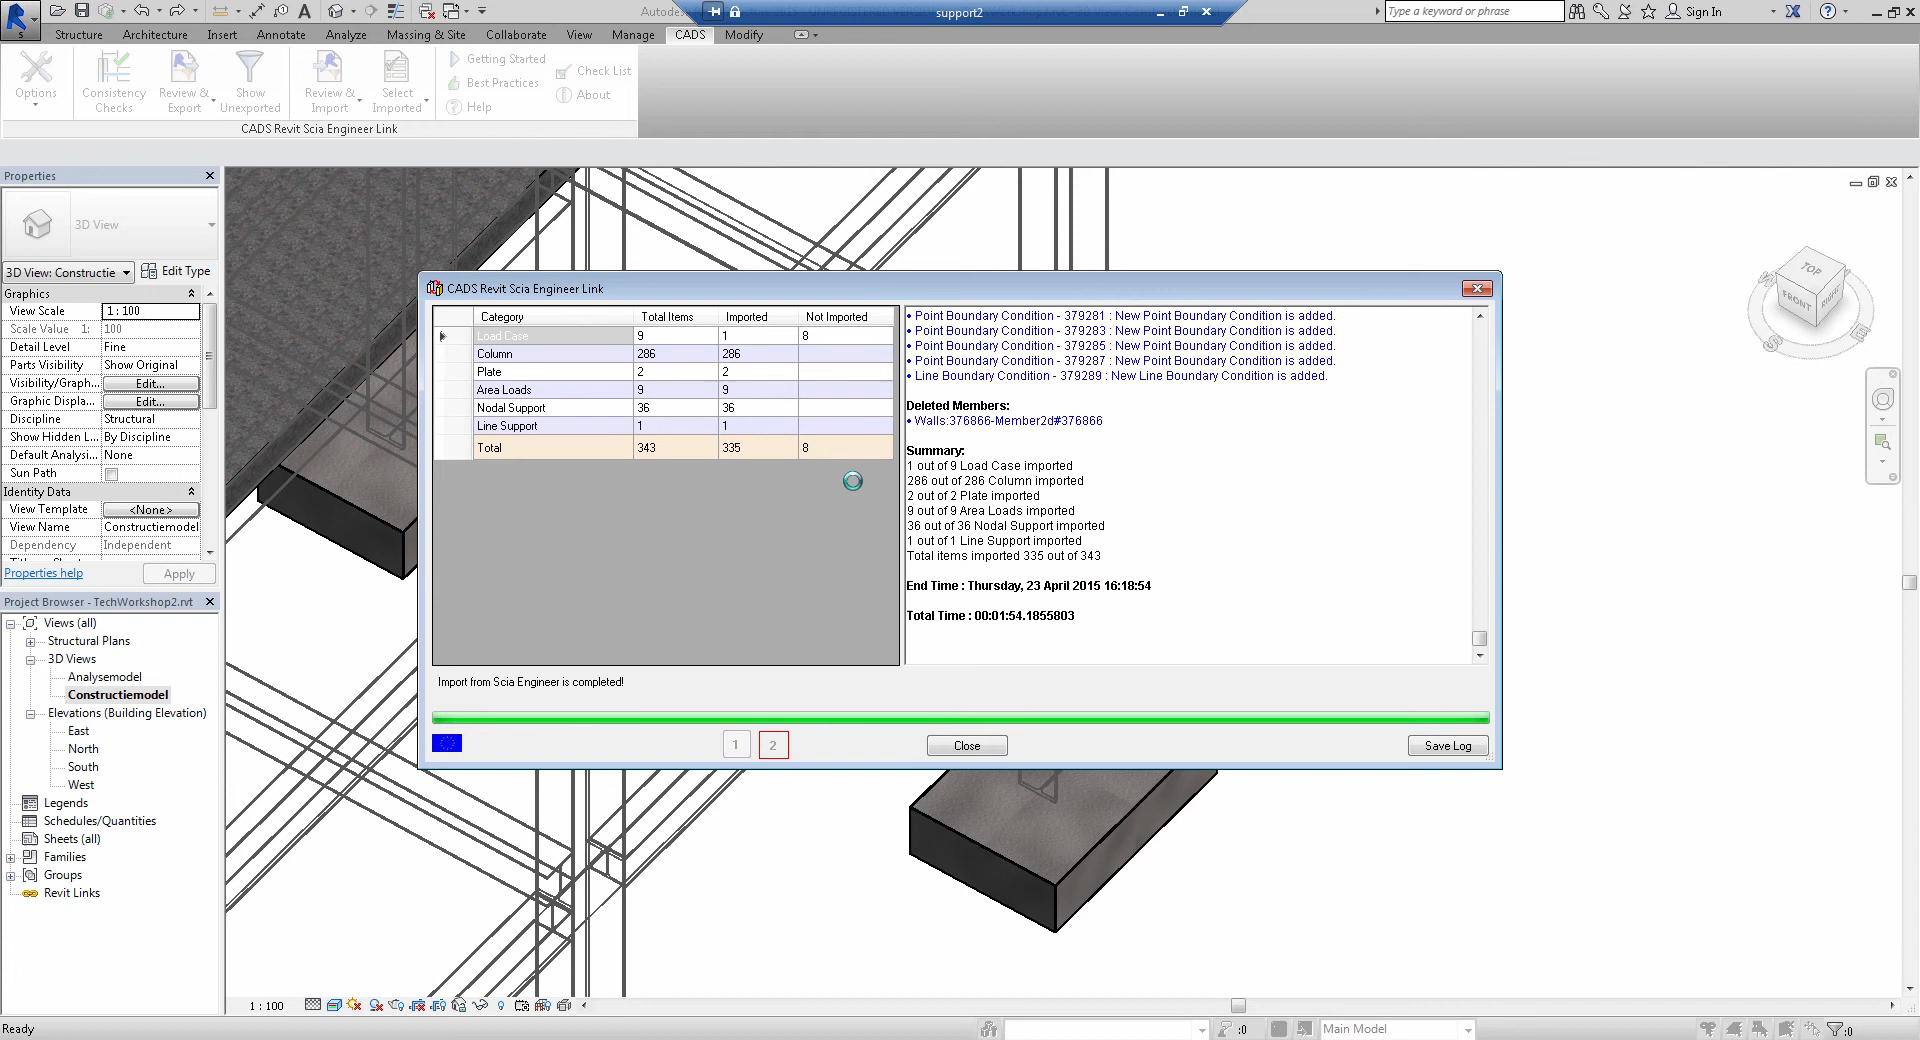 Autodes
support2
Type a keyword or phrase
Sign In
Structure Architecture Insert Annotate Analyze Massing & Site Collaborate View Manage CADS Modify
Options
Consistency Checks
Review & Export
Show Unexported
Review & Import
Select Imported
Getting Started
Best Practices
Help
Check List
About
CADS Revit Scia Engineer Link
Properties
3D View
3D View: Constructie Edit Type
Graphics
View Scale 1 : 100
Scale Value 1: 100
Detail Level Fine
Parts Visibility Show Original
Visibility/Graph... Edit...
Graphic Displa... Edit...
Discipline Structural
Show Hidden L... By Discipline
Default Analysi... None
Sun Path
Identity Data
View Template <None>
View Name Constructiemodel
Dependency Independent
Properties help Apply
Project Browser - TechWorkshop2.rvt
Views (all)
Structural Plans
3D Views
Analysemodel
Constructiemodel
Elevations (Building Elevation)
East
North
South
West
Legends
Schedules/Quantities
Sheets (all)
Families
Groups
Revit Links
CADS Revit Scia Engineer Link
Category Total Items Imported Not Imported
Load Case 9 1 8
Column 286 286
Plate 2 2
Area Loads 9 9
Nodal Support 36 36
Line Support 1 1
Total 343 335 8
• Point Boundary Condition - 379281 : New Point Boundary Condition is added.
• Point Boundary Condition - 379283 : New Point Boundary Condition is added.
• Point Boundary Condition - 379285 : New Point Boundary Condition is added.
• Point Boundary Condition - 379287 : New Point Boundary Condition is added.
• Line Boundary Condition - 379289 : New Line Boundary Condition is added.
Deleted Members:
• Walls:376866-Member2d#376866
Summary:
1 out of 9 Load Case imported
286 out of 286 Column imported
2 out of 2 Plate imported
9 out of 9 Area Loads imported
36 out of 36 Nodal Support imported
1 out of 1 Line Support imported
Total items imported 335 out of 343
End Time : Thursday, 23 April 2015 16:18:54
Total Time : 00:01:54.1855803
Import from Scia Engineer is completed!
1 2 Close Save Log
TOP
FRONT
RIGHT
W
S
E
1 : 100
Ready
:0
Main Model
:0